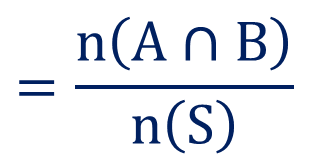 = n(A ∩ B)
n(S)